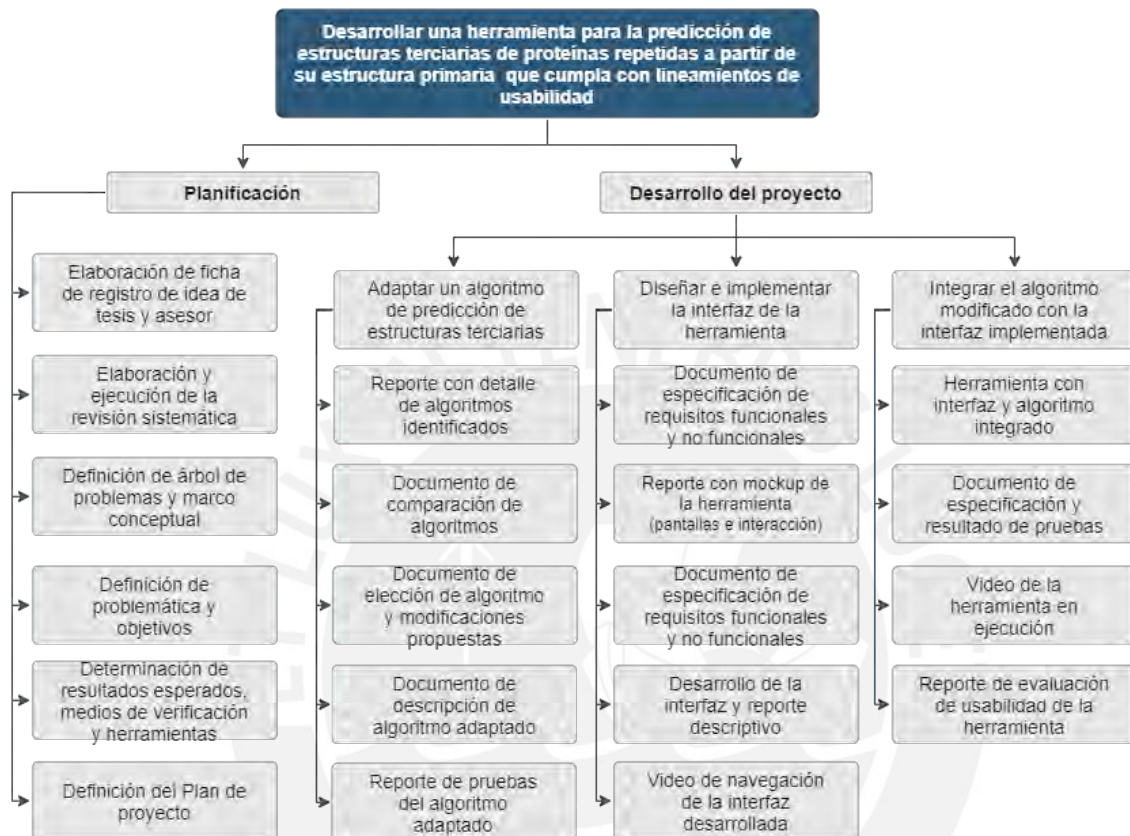 Desarrollar una herramienta para la predicción de
estructuras terciarias de proteínas repetidas a partir de
su estructura primaria que cumpla con lineamientos de
usabilidad
Planificación
Desarrollo del proyecto
Elaboración de ficha
de registro de idea de
tesis y asesor
Elaboración y
ejecución de la
revisión sistemática
Definición de árbol de
problemas y marco
conceptual
Definición de
problemática y
objetivos
Determinación de
resultados esperados,
medios de verificación
y herramientas
Definición del Plan de
proyecto
Adaptar un algoritmo
de predicción de
estructuras terciarias
Reporte con detalle
de algoritmos
identificados
Documento de
comparación de
algoritmos
Documento de
elección de algoritmo
y modificaciones
propuestas
Documento de
descripción de
algoritmo adaptado
Reporte de pruebas
del algoritmo
adaptado
Diseñar e implementar
la interfaz de la
herramienta
Documento de
especificación de
requisitos funcionales
y no funcionales
Reporte con mockup de
la herramienta
(pantallas e interacción)
Documento de
especificación de
requisitos funcionales
y no funcionales
Desarrollo de la
interfaz y reporte
descriptivo
Video de navegación
de la interfaz
desarrollada
Integrar el algoritmo
modificado con la
interfaz implementada
Herramienta con
interfaz y algoritmo
integrado
Documento de
especificación y
resultado de pruebas
Video de la
herramienta en
ejecución
Reporte de evaluación
de usabilidad de la
herramienta